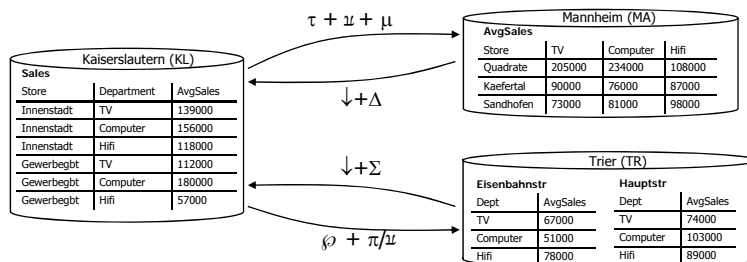 Kaiserslautern (KL)
Sales
Store Department AvgSales
Innenstadt TV 139000
Innenstadt Computer 156000
Innenstadt Hifi 118000
Gewerbegbt TV 112000
Gewerbegbt Computer 180000
Gewerbegbt Hifi 57000
τ + ϰ + μ
↓+Δ
↓+Σ
℘ + π/ϰ
Mannheim (MA)
AvgSales
Store TV Computer Hifi
Quadrate 205000 234000 108000
Kaefertal 90000 76000 87000
Sandhofen 73000 81000 98000
Trier (TR)
Eisenbahnstr
Dept AvgSales
TV 67000
Computer 51000
Hifi 78000
Hauptstr
Dept AvgSales
TV 74000
Computer 103000
Hifi 89000